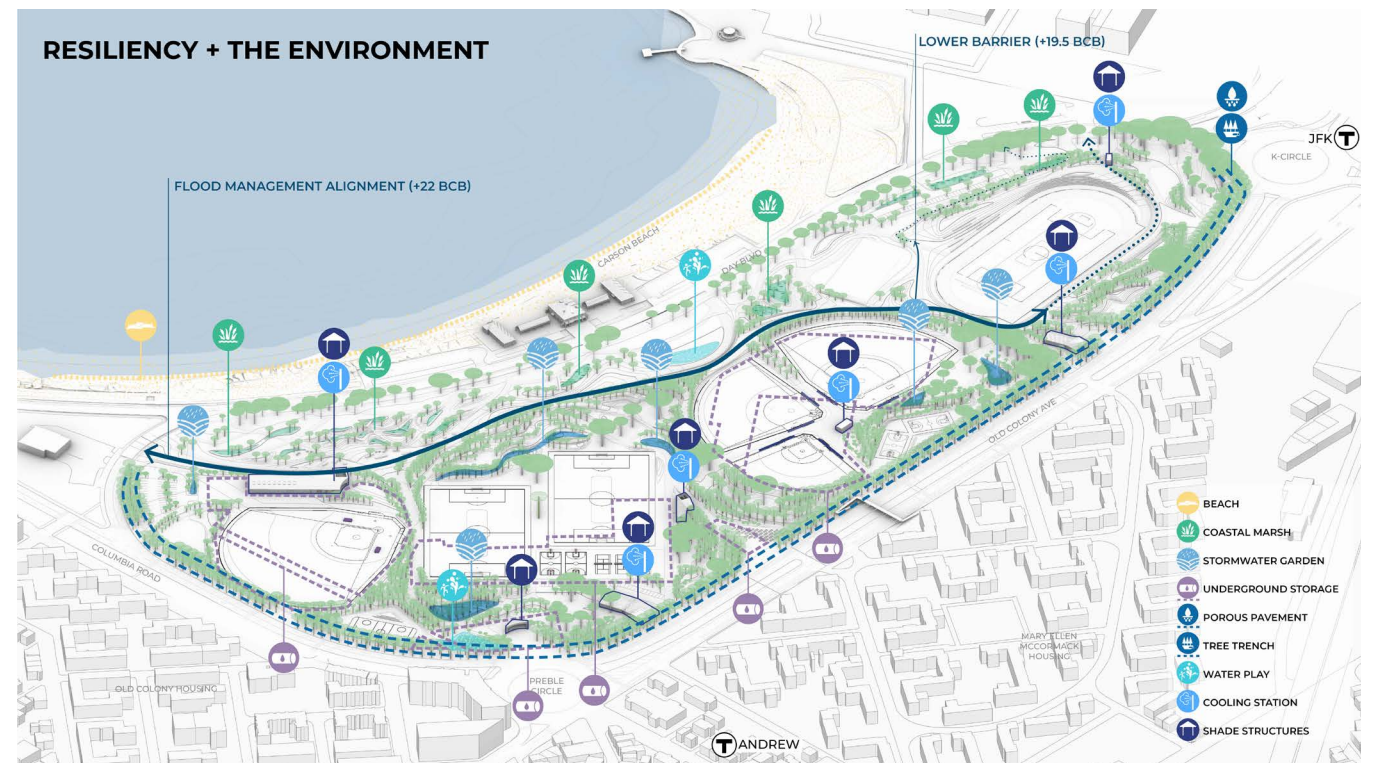 RESILIENCY + THE ENVIRONMENT
LOWER BARRIER (+19.5 BCB)
JFK T
K-CIRCLE
FLOOD MANAGEMENT ALIGNMENT (+22 BCB)
CARSON BEACH
DAY BLVD
OLD COLONY AVE
COLUMBIA ROAD
OLD COLONY HOUSING
PREBLE
CIRCLE
MARY ELLEN
MCCORMACK
HOUSING
T ANDREW
BEACH
COASTAL MARSH
STORMWATER GARDEN
UNDERGROUND STORAGE
POROUS PAVEMENT
TREE TRENCH
WATER PLAY
COOLING STATION
SHADE STRUCTURES